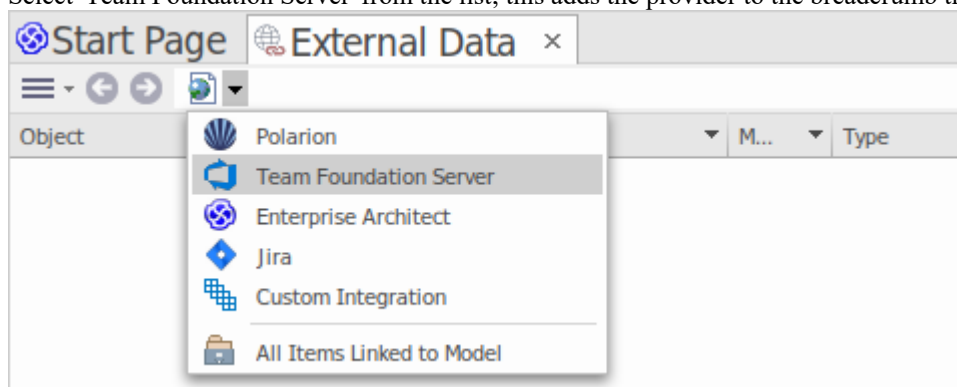 Select 'Team Foundation Server' from the list; this adds the provider to the breadcrumb
Start Page External Data ×
Object M... Type
Polarion
Team Foundation Server
Enterprise Architect
Jira
Custom Integration
All Items Linked to Model